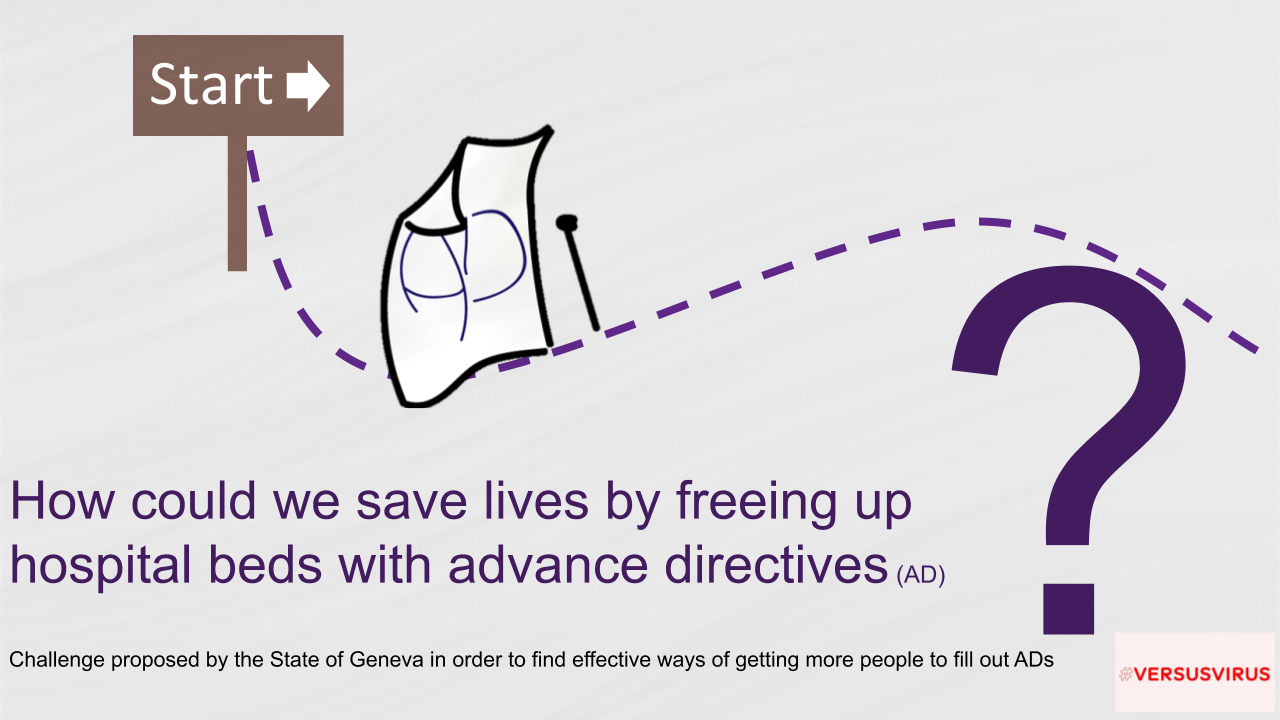 Start
How could we save lives by freeing up
hospital beds with advance directives (AD)
?
Challenge proposed by the State of Geneva in order to find effective ways of getting more people to fill out ADs
#VERSUSVIRUS